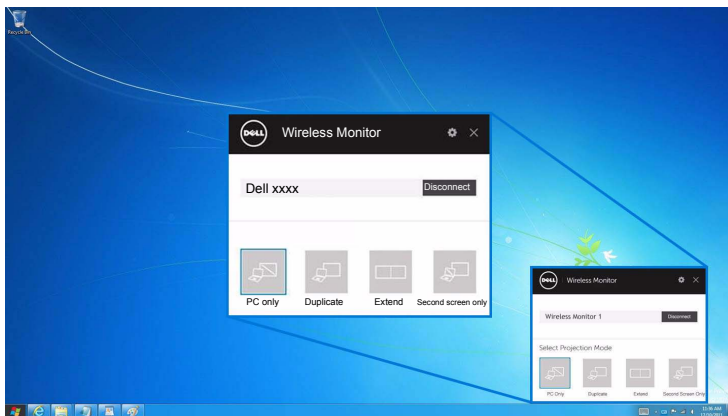 Recycle Bin
DELL Wireless Monitor
Dell xxxx Disconnect
PC only Duplicate Extend Second screen only
DELL Wireless Monitor
Wireless Monitor 1 Disconnect
Select Projection Mode
PC Only Duplicate Extend Second Screen Only